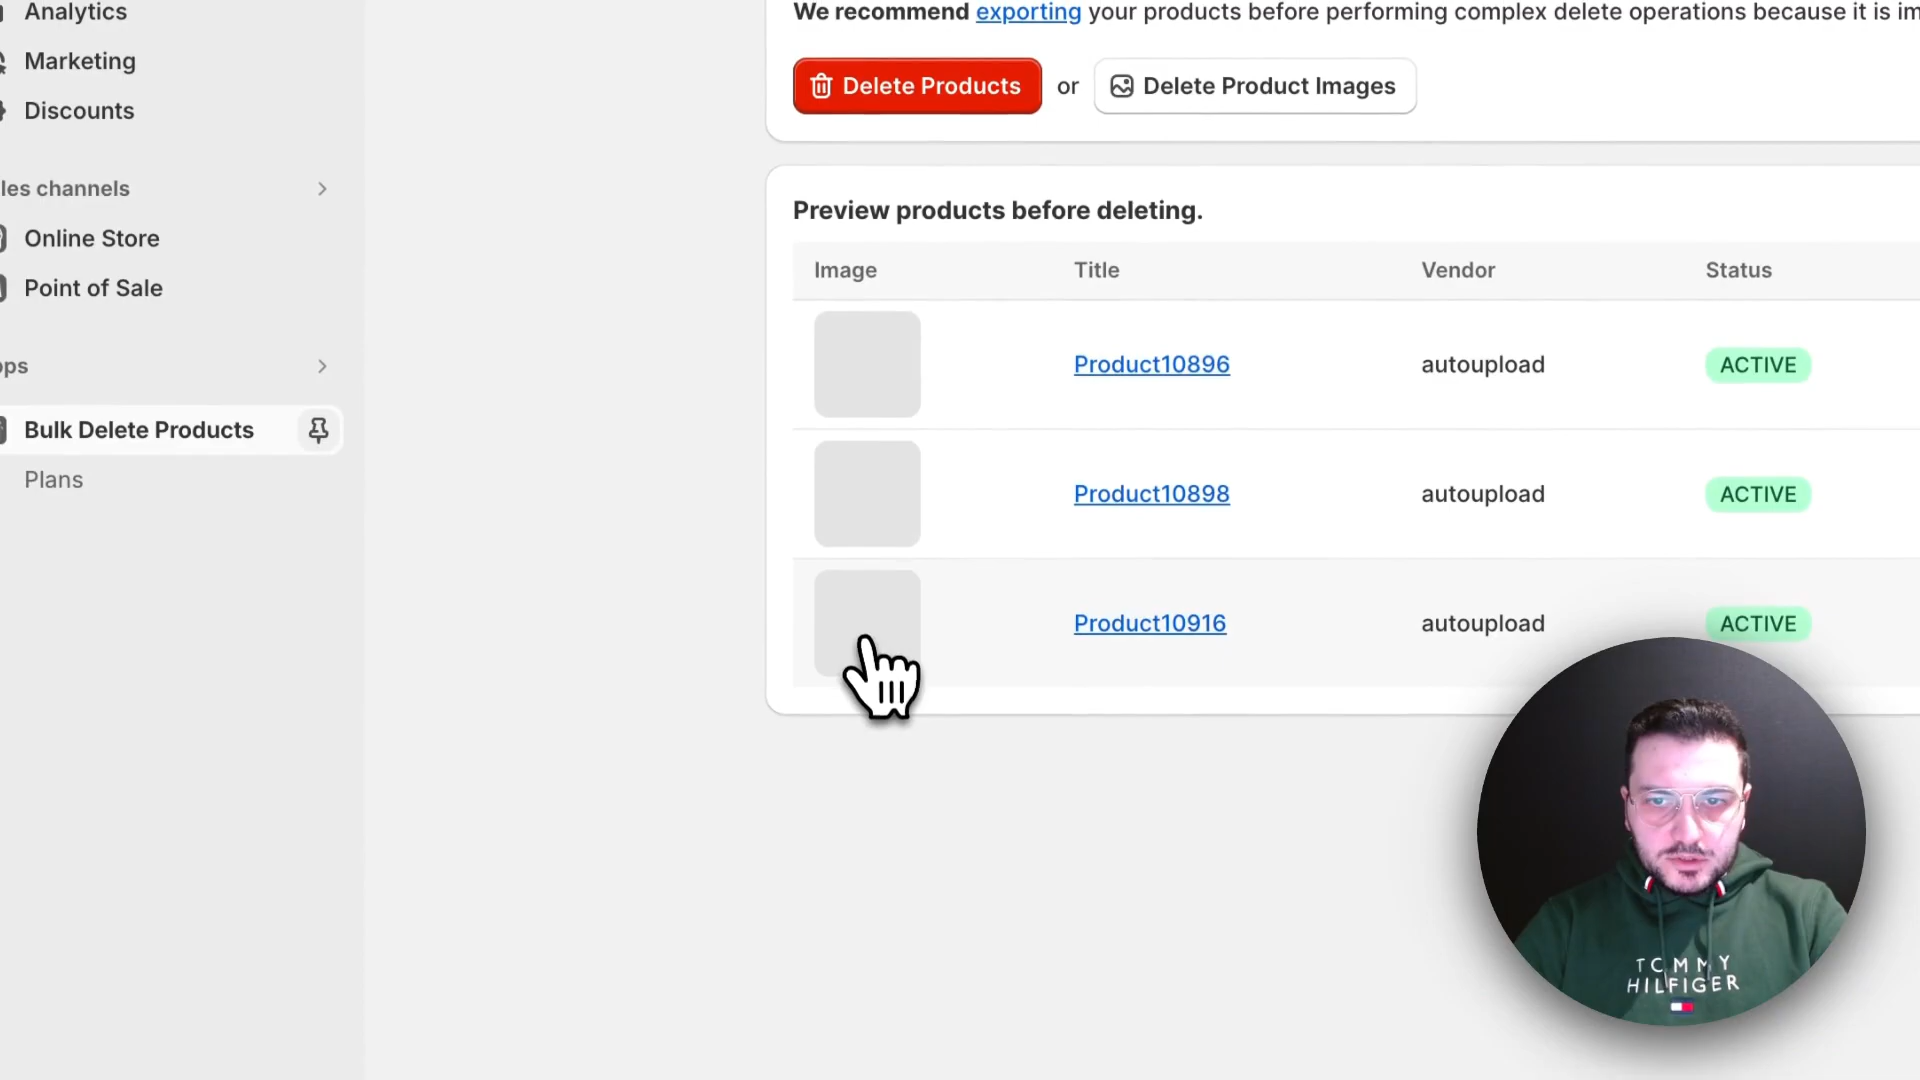 Analytics
We recommend exporting your products before performing complex delete operations because it is im
Marketing
Delete Products or Delete Product Images
Discounts
les channels
Preview products before deleting.
Online Store
Image Title Vendor Status
Point of Sale
Product10896 autoupload ACTIVE
ps
Bulk Delete Products
Plans
Product10898 autoupload ACTIVE
Product10916 autoupload ACTIVE
TOMMY
HILFIGER